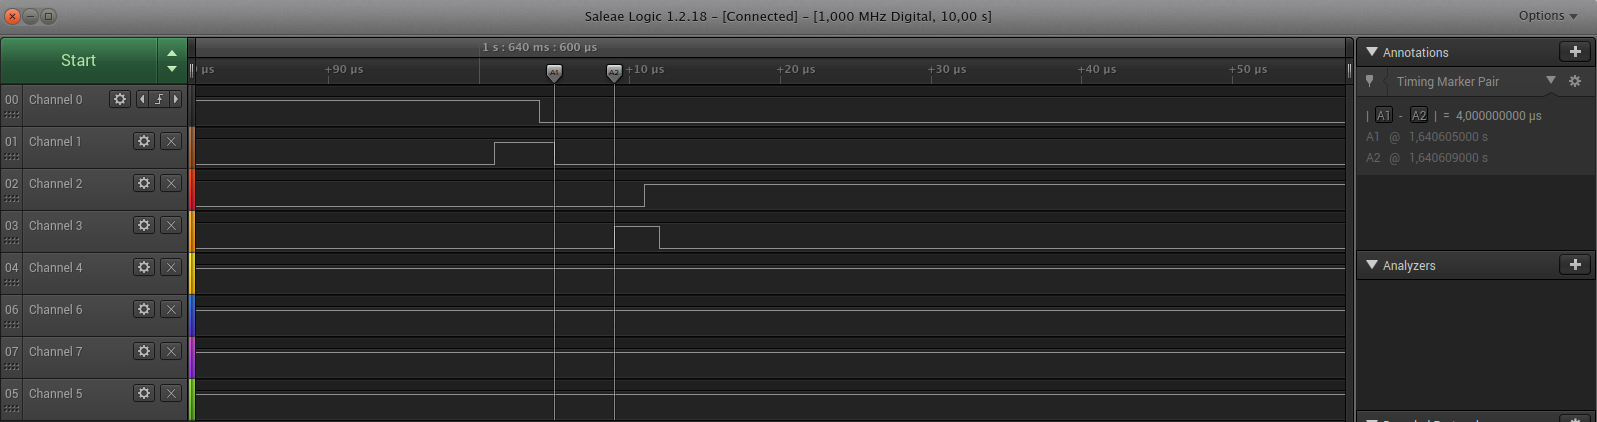 Saleae Logic 1.2.18 – [Connected] – [1,000 MHz Digital, 10,00 s]
Options
Start
1 s : 640 ms : 600 µs
µs +90 µs +10 µs +20 µs +30 µs +40 µs +50 µs
A1 A2
00 Channel 0
01 Channel 1
02 Channel 2
03 Channel 3
04 Channel 4
06 Channel 6
07 Channel 7
05 Channel 5
Annotations
Timing Marker Pair
| A1 - A2 | = 4,000000000 µs
A1 @ 1,640605000 s
A2 @ 1,640609000 s
Analyzers